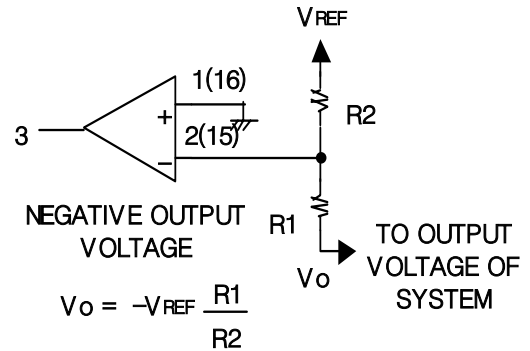 VREF
1(16)
+
R2
3
2(15)
−
NEGATIVE OUTPUT
VOLTAGE
R1
TO OUTPUT
VOLTAGE OF
SYSTEM
Vo
Vo = -VREF R1
R2